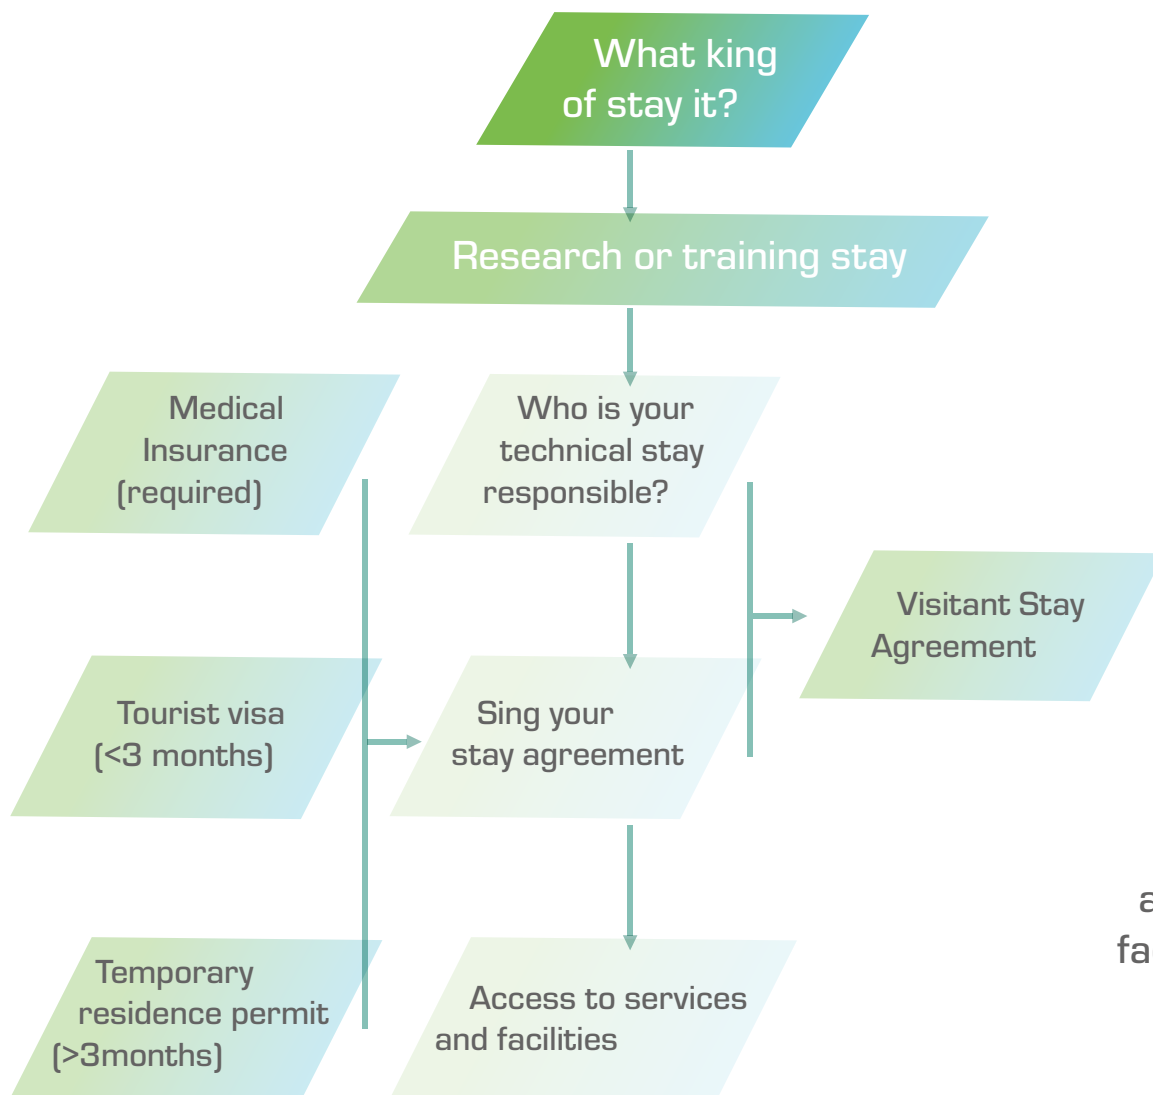 What king
of stay it?
Research or training stay
Medical
Insurance
(required)
Who is your
technical stay
responsible?
Visitant Stay
Agreement
Tourist visa
(<3 months)
Sing your
stay agreement
Temporary
residence permit
(>3months)
Access to services
and facilities